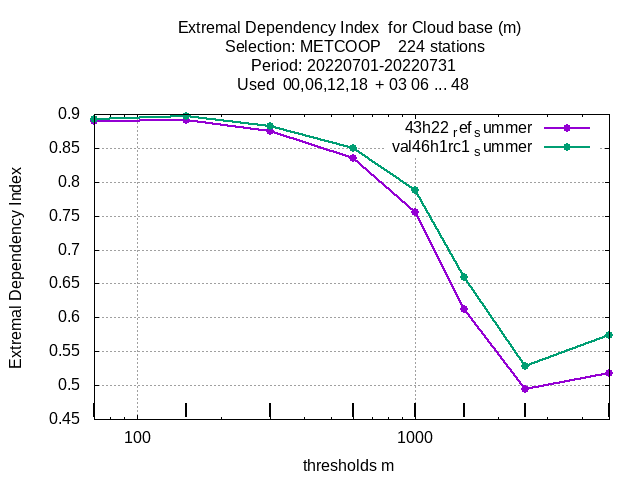 Extremal Dependency Index  for Cloud base (m)
Selection: METCOOP    224 stations
Period: 20220701-20220731
Used  00,06,12,18  + 03 06 ... 48
43h22 ref summer
val46h1rc1 summer
0.9
0.85
0.8
0.75
0.7
0.65
0.6
0.55
0.5
0.45
Extremal Dependency Index
100
1000
thresholds m